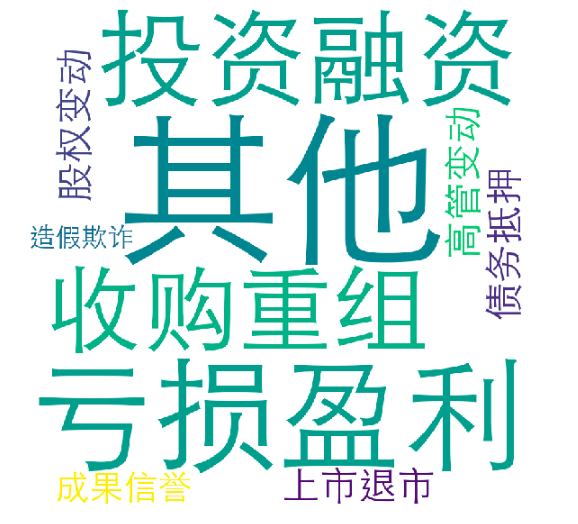 投资融资
股权变动
其他
高管变动
债务抵押
造假欺诈
收购重组
亏损盈利
成果信誉
上市退市